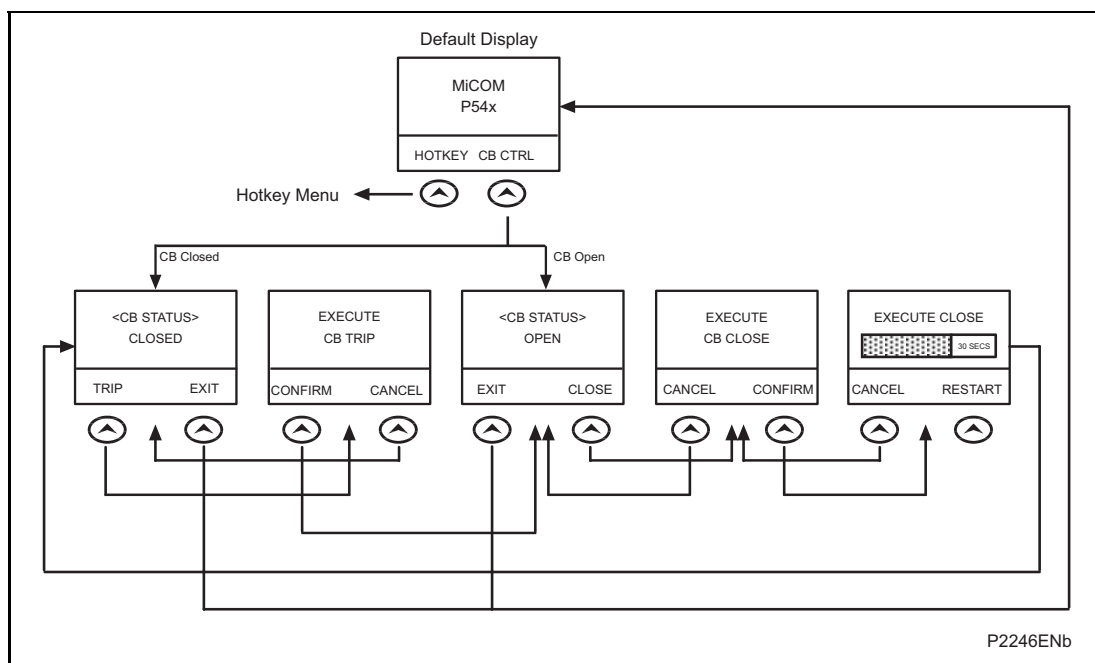 Default Display
MiCOM
P54x
HOTKEY CB CTRL
Hotkey Menu
CB Closed
CB Open
<CB STATUS>
CLOSED
TRIP EXIT
EXECUTE
CB TRIP
CONFIRM CANCEL
<CB STATUS>
OPEN
EXIT CLOSE
EXECUTE
CB CLOSE
CANCEL CONFIRM
EXECUTE CLOSE
30 SECS
CANCEL RESTART
P2246ENb